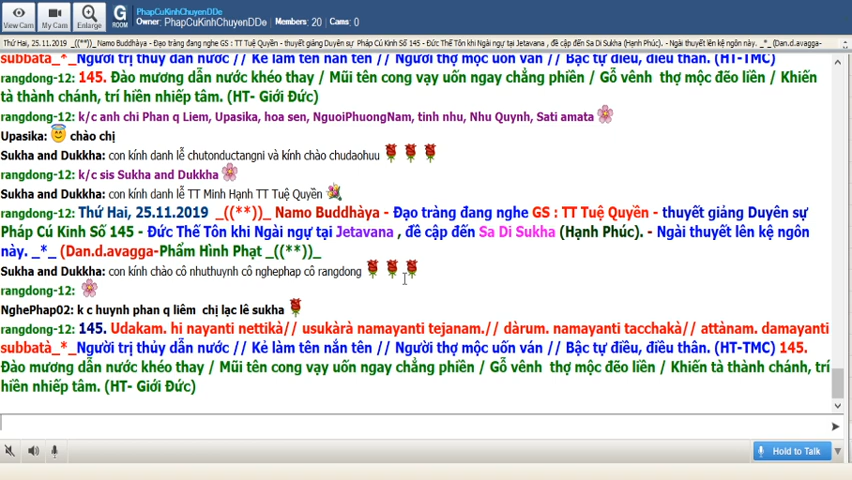 PhapCuKinhChuyenDDe
Owner: PhapCuKinhChuyenDDe Members: 20 Cams: 0
View Cam My Cam Enlarge G ROOM
Thứ Hai, 25.11.2019 _((**))_ Namo Buddhàya - Đạo tràng đang nghe GS : TT Tuệ Quyền - thuyết giảng Duyên sự Pháp Cú Kinh Số 145 - Đức Thế Tôn khi Ngài ngự tại Jetavana , đề cập đến Sa Di Sukha (Hạnh Phúc). - Ngài thuyết lên kệ ngôn này. _*_ (Dan.d.avagga-
subbata_*_Người trị thủy dẫn nước // Kẻ làm tên nắn tên // Người thợ mộc uốn ván // Bậc tự điều, điều thân. (HT-TMC)
rangdong-12: 145. Đào mương dẫn nước khéo thay / Mũi tên cong vạy uốn ngay chẳng phiền / Gỗ vênh thợ mộc đẽo liền / Khiến
tà thành chánh, trí hiền nhiếp tâm. (HT- Giới Đức)
rangdong-12: k/c anh chi Phan q Liem, Upasika, hoa sen, NguoiPhuongNam, tinh nhu, Nhu Quynh, Sati amata
Upasika: chào chị
Sukha and Dukkha: con kính danh lễ chutonductangni và kính chào chudaohuu
rangdong-12: k/c sis Sukha and Dukkha
Sukha and Dukkha: con kính danh lễ TT Minh Hạnh TT Tuệ Quyền
rangdong-12: Thứ Hai, 25.11.2019 _((**))_ Namo Buddhàya - Đạo tràng đang nghe GS : TT Tuệ Quyền - thuyết giảng Duyên sự
Pháp Cú Kinh Số 145 - Đức Thế Tôn khi Ngài ngự tại Jetavana , đề cập đến Sa Di Sukha (Hạnh Phúc). - Ngài thuyết lên kệ ngôn
này. _*_ (Dan.d.avagga-Phẩm Hình Phạt _((**))_
Sukha and Dukkha: con kính chào cô nhuthuynh cô nghephap cô rangdong
rangdong-12:
NghePhap02: k c huynh phan q liêm chị lạc lê sukha
rangdong-12: 145. Udakam. hi nayanti nettikà// usukàrà namayanti tejanam.// dàrum. namayanti tacchakà// attànam. damayanti
subbatà_*_Người trị thủy dẫn nước // Kẻ làm tên nắn tên // Người thợ mộc uốn ván // Bậc tự điều, điều thân. (HT-TMC) 145.
Đào mương dẫn nước khéo thay / Mũi tên cong vạy uốn ngay chẳng phiền / Gỗ vênh thợ mộc đẽo liền / Khiến tà thành chánh, trí
hiền nhiếp tâm. (HT- Giới Đức)
Hold to Talk